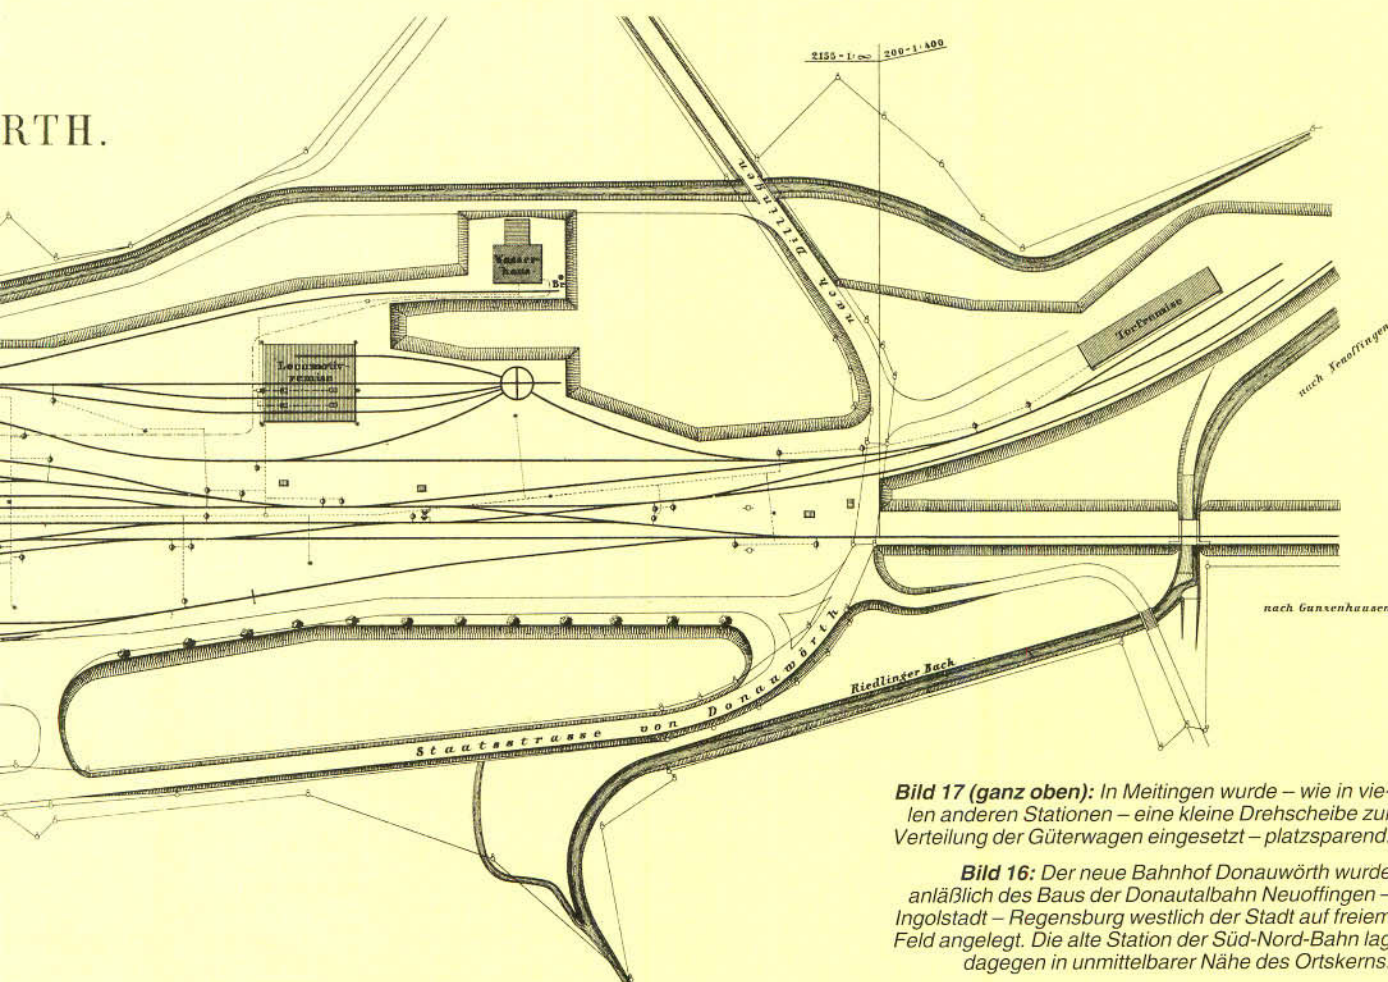 RTH.
2155-1:∞ 200-1:400
nach Dillingen
Wasser-
haus
Br
Locomotiv-
remise
Torfremise
nach Neuoffingen
nach Gunzenhausen
Riedlinger Bach
Staatsstrasse von Donauwörth
Bild 17 (ganz oben): In Meitingen wurde – wie in vie-
len anderen Stationen – eine kleine Drehscheibe zur
Verteilung der Güterwagen eingesetzt – platzsparend.
Bild 16: Der neue Bahnhof Donauwörth wurde
anläßlich des Baus der Donautalbahn Neuoffingen –
Ingolstadt – Regensburg westlich der Stadt auf freiem
Feld angelegt. Die alte Station der Süd-Nord-Bahn lag
dagegen in unmittelbarer Nähe des Ortskerns.